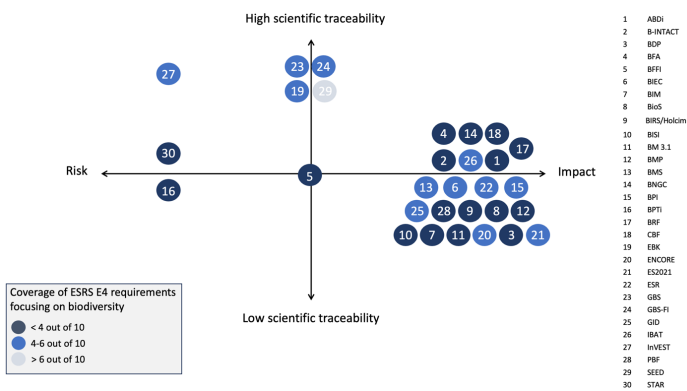 High scientific traceability
23 24
27
19 29
4 14 18
17
30
2 26 1
Risk
Impact
5
16
13 6 22 15
25 28 9 8 12
10 7 11 20 3 21
Low scientific traceability
Coverage of ESRS E4 requirements
focusing on biodiversity
< 4 out of 10
4-6 out of 10
> 6 out of 10
1 ABDi
2 B-INTACT
3 BDP
4 BFA
5 BFFI
6 BIEC
7 BIM
8 BioS
9 BIRS/Holcim
10 BISI
11 BM 3.1
12 BMP
13 BMS
14 BNGC
15 BPI
16 BPTi
17 BRF
18 CBF
19 EBK
20 ENCORE
21 ES2021
22 ESR
23 GBS
24 GBS-FI
25 GID
26 IBAT
27 InVEST
28 PBF
29 SEED
30 STAR